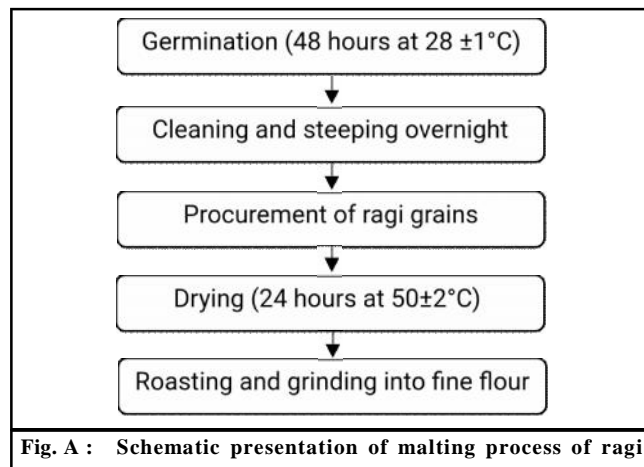 Germination (48 hours at 28 ±1°C)
Cleaning and steeping overnight
Procurement of ragi grains
Drying (24 hours at 50±2°C)
Roasting and grinding into fine flour
Fig. A : Schematic presentation of malting process of ragi